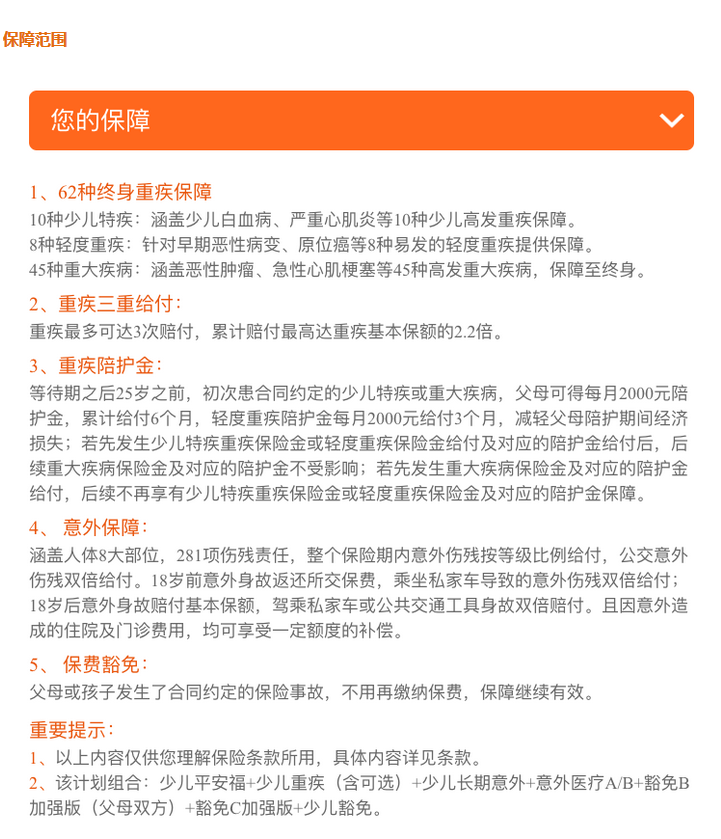 保障范围
您的保障
1、62种终身重疾保障
10种少儿特疾：涵盖少儿白血病、严重心肌炎等10种少儿高发重疾保障。
8种轻度重疾：针对早期恶性病变、原位癌等8种易发的轻度重疾提供保障。
45种重大疾病：涵盖恶性肿瘤、急性心肌梗塞等45种高发重大疾病，保障至终身。
2、重疾三重给付：
重疾最多可达3次赔付，累计赔付最高达重疾基本保额的2.2倍。
3、重疾陪护金：
等待期之后25岁之前，初次患合同约定的少儿特疾或重大疾病，父母可得每月2000元陪
护金，累计给付6个月，轻度重疾陪护金每月2000元给付3个月，减轻父母陪护期间经济
损失；若先发生少儿特疾重疾保险金或轻度重疾保险金给付及对应的陪护金给付后，后
续重大疾病保险金及对应的陪护金不受影响；若先发生重大疾病保险金及对应的陪护金
给付，后续不再享有少儿特疾重疾保险金或轻度重疾保险金及对应的陪护金保障。
4、 意外保障：
涵盖人体8大部位，281项伤残责任，整个保险期内意外伤残按等级比例给付，公交意外
伤残双倍给付。18岁前意外身故返还所交保费，乘坐私家车导致的意外伤残双倍给付；
18岁后意外身故赔付基本保额，驾乘私家车或公共交通工具身故双倍赔付。且因意外造
成的住院及门诊费用，均可享受一定额度的补偿。
5、 保费豁免：
父母或孩子发生了合同约定的保险事故，不用再缴纳保费，保障继续有效。
重要提示：
1、以上内容仅供您理解保险条款所用，具体内容详见条款。
2、该计划组合：少儿平安福+少儿重疾（含可选）+少儿长期意外+意外医疗A/B+豁免B
加强版（父母双方）+豁免C加强版+少儿豁免。